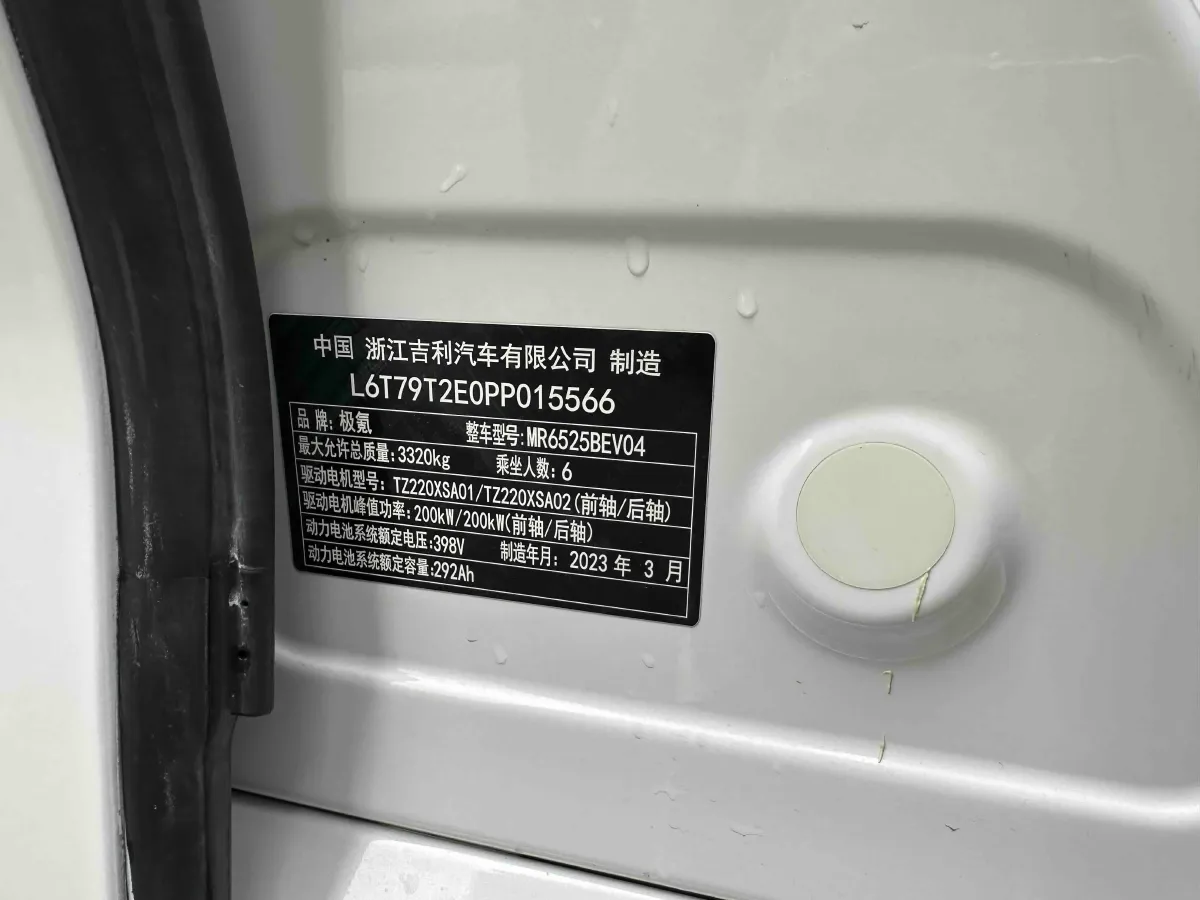 中国 浙江吉利汽车有限公司 制造
L6T79T2E0PP015566
品 牌: 极氪 整车型号:MR6525BEV04
最大允许总质量:3320kg 乘坐人数: 6
驱动电机型号: TZ220XSA01/TZ220XSA02(前轴/后轴)
驱动电机峰值功率:200kW/200kW(前轴/后轴)
动力电池系统额定电压:398V 制造年月: 2023 年 3 月
动力电池系统额定容量:292Ah